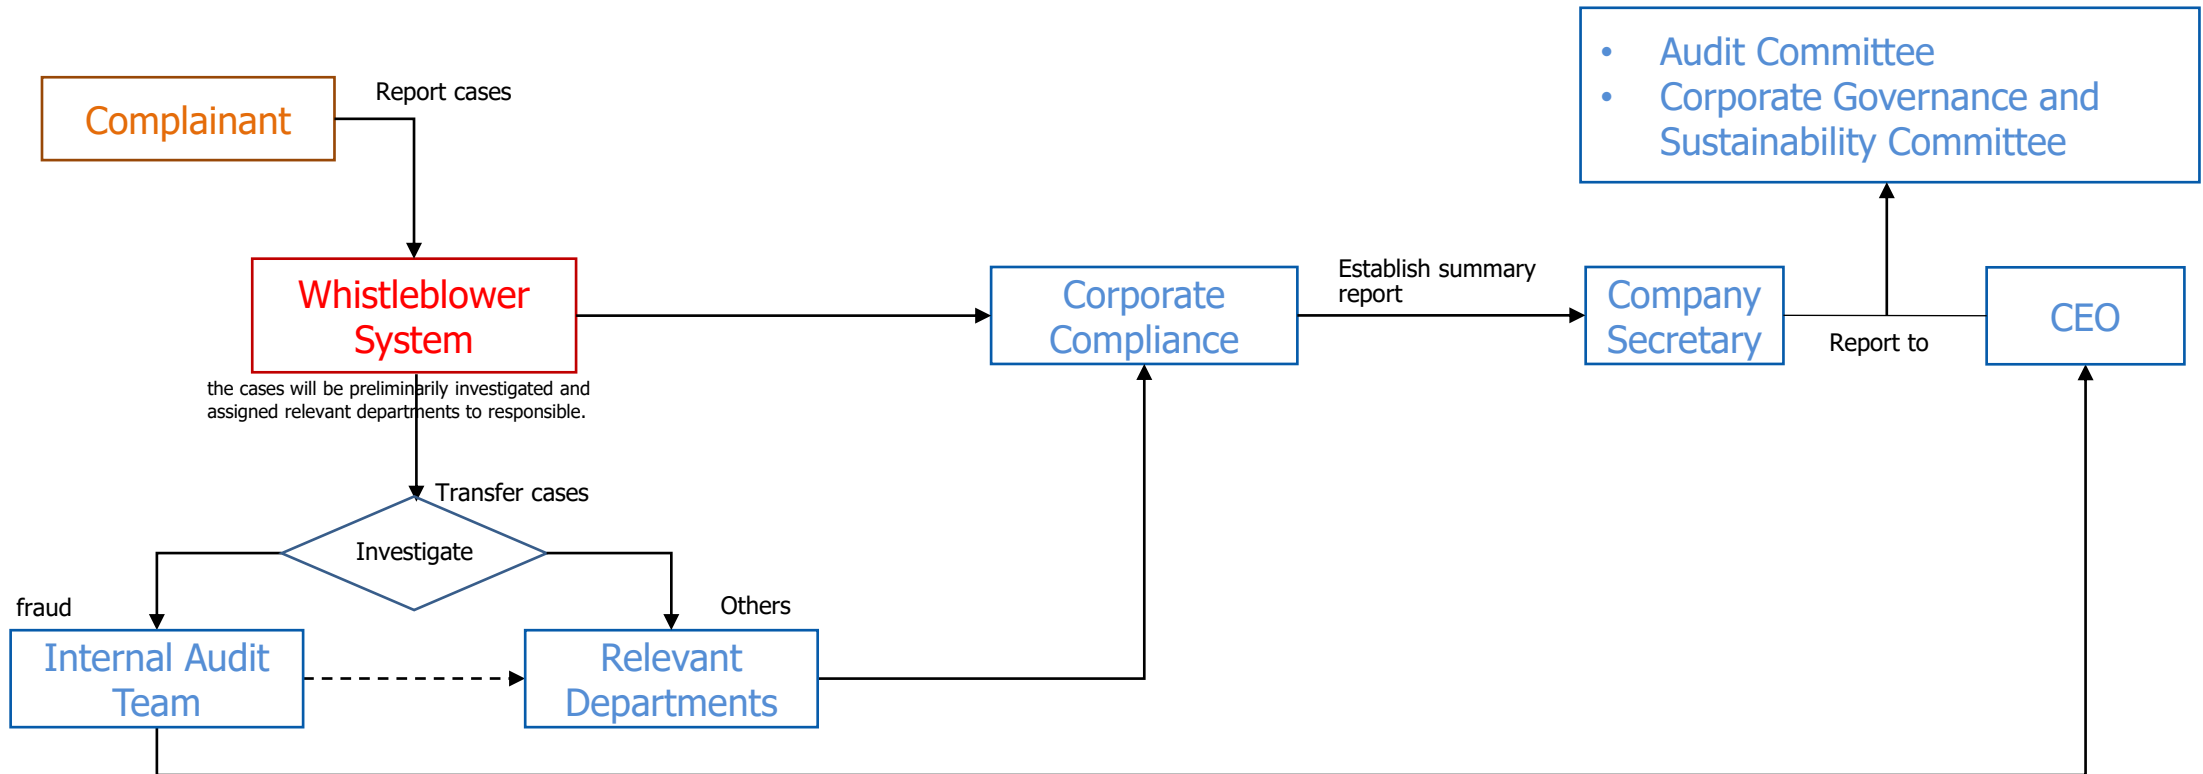 • Audit Committee
• Corporate Governance and
Sustainability Committee
Complainant
Report cases
Whistleblower
System
the cases will be preliminarily investigated and
assigned relevant departments to responsible.
Corporate
Compliance
Establish summary
report
Company
Secretary
Report to
CEO
Transfer cases
Investigate
fraud
Others
Internal Audit
Team
Relevant
Departments